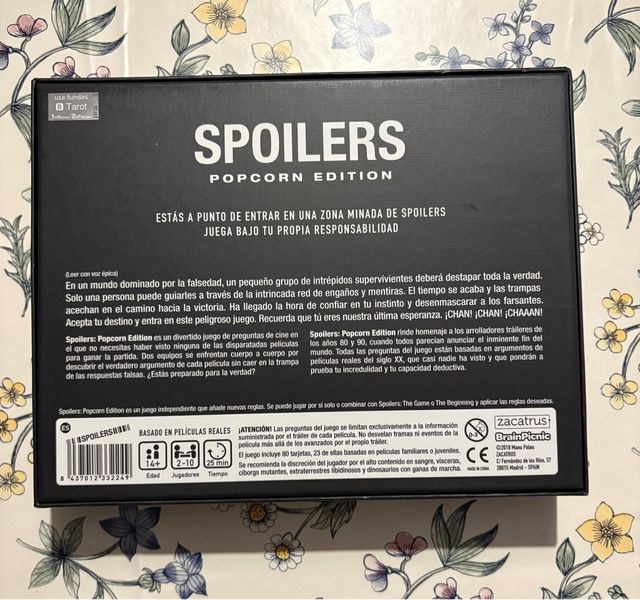 usa fundas
B Tarot
SPOILERS
POPCORN EDITION
ESTÁS A PUNTO DE ENTRAR EN UNA ZONA MINADA DE SPOILERS
JUEGA BAJO TU PROPIA RESPONSABILIDAD
(Leer con voz épica)
En un mundo dominado por la falsedad, un pequeño grupo de intrépidos supervivientes deberá destapar toda la verdad.
Solo una persona puede guiarles a través de la intrincada red de engaños y mentiras. El tiempo se acaba y las trampas
acechan en el camino hacia la victoria. Ha llegado la hora de confiar en tu instinto y desenmascarar a los farsantes.
Acepta tu destino y entra en este peligroso juego. Recuerda que tú eres nuestra última esperanza. ¡CHAN! ¡CHAN! ¡CHAAAN!
Spoilers: Popcorn Edition es un divertido juego de preguntas de cine en
el que no necesitas haber visto ninguna de las disparatadas películas
para ganar la partida. Dos equipos se enfrentan cuerpo a cuerpo por
descubrir el verdadero argumento de cada película sin caer en la trampa
de las respuestas falsas. ¿Estás preparado para la verdad?
Spoilers: Popcorn Edition rinde homenaje a los arrolladores tráileres de
los años 80 y 90, cuando todos parecían anunciar el inminente fin del
mundo. Todas las preguntas del juego están basadas en argumentos de
películas reales del siglo XX, que casi nadie ha visto y que pondrán a
prueba tu incredulidad y tu capacidad deductiva.
Spoilers: Popcorn Edition es un juego independiente que añade nuevas reglas. Se puede jugar por sí solo o combinar con Spoilers: The Game o The Beginning y aplicar las reglas deseadas.
ES
SPOILERS
8 437012 332249
BASADO EN PELÍCULAS REALES
14+
Edad
2-10
Jugadores
25 min
Tiempo
¡ATENCIÓN! Las preguntas del juego se limitan exclusivamente a la información
suministrada por el tráiler de cada película. No desvelan tramas ni eventos de la
película más allá de los avanzados por el propio tráiler.
El juego incluye 80 tarjetas, 23 de ellas basadas en películas familiares o juveniles.
Se recomienda la discreción del jugador por el alto contenido en sangre, vísceras,
cíborgs mutantes, extraterrestres libidinosos y dinosaurios con ganas de marcha.
0-3
CE
MADE IN CHINA
zacatrus!
BrainPicnic
©2018 Manu Palau
ZACATRUS
C/ Fernández de los Ríos, 57
28015 Madrid - SPAIN